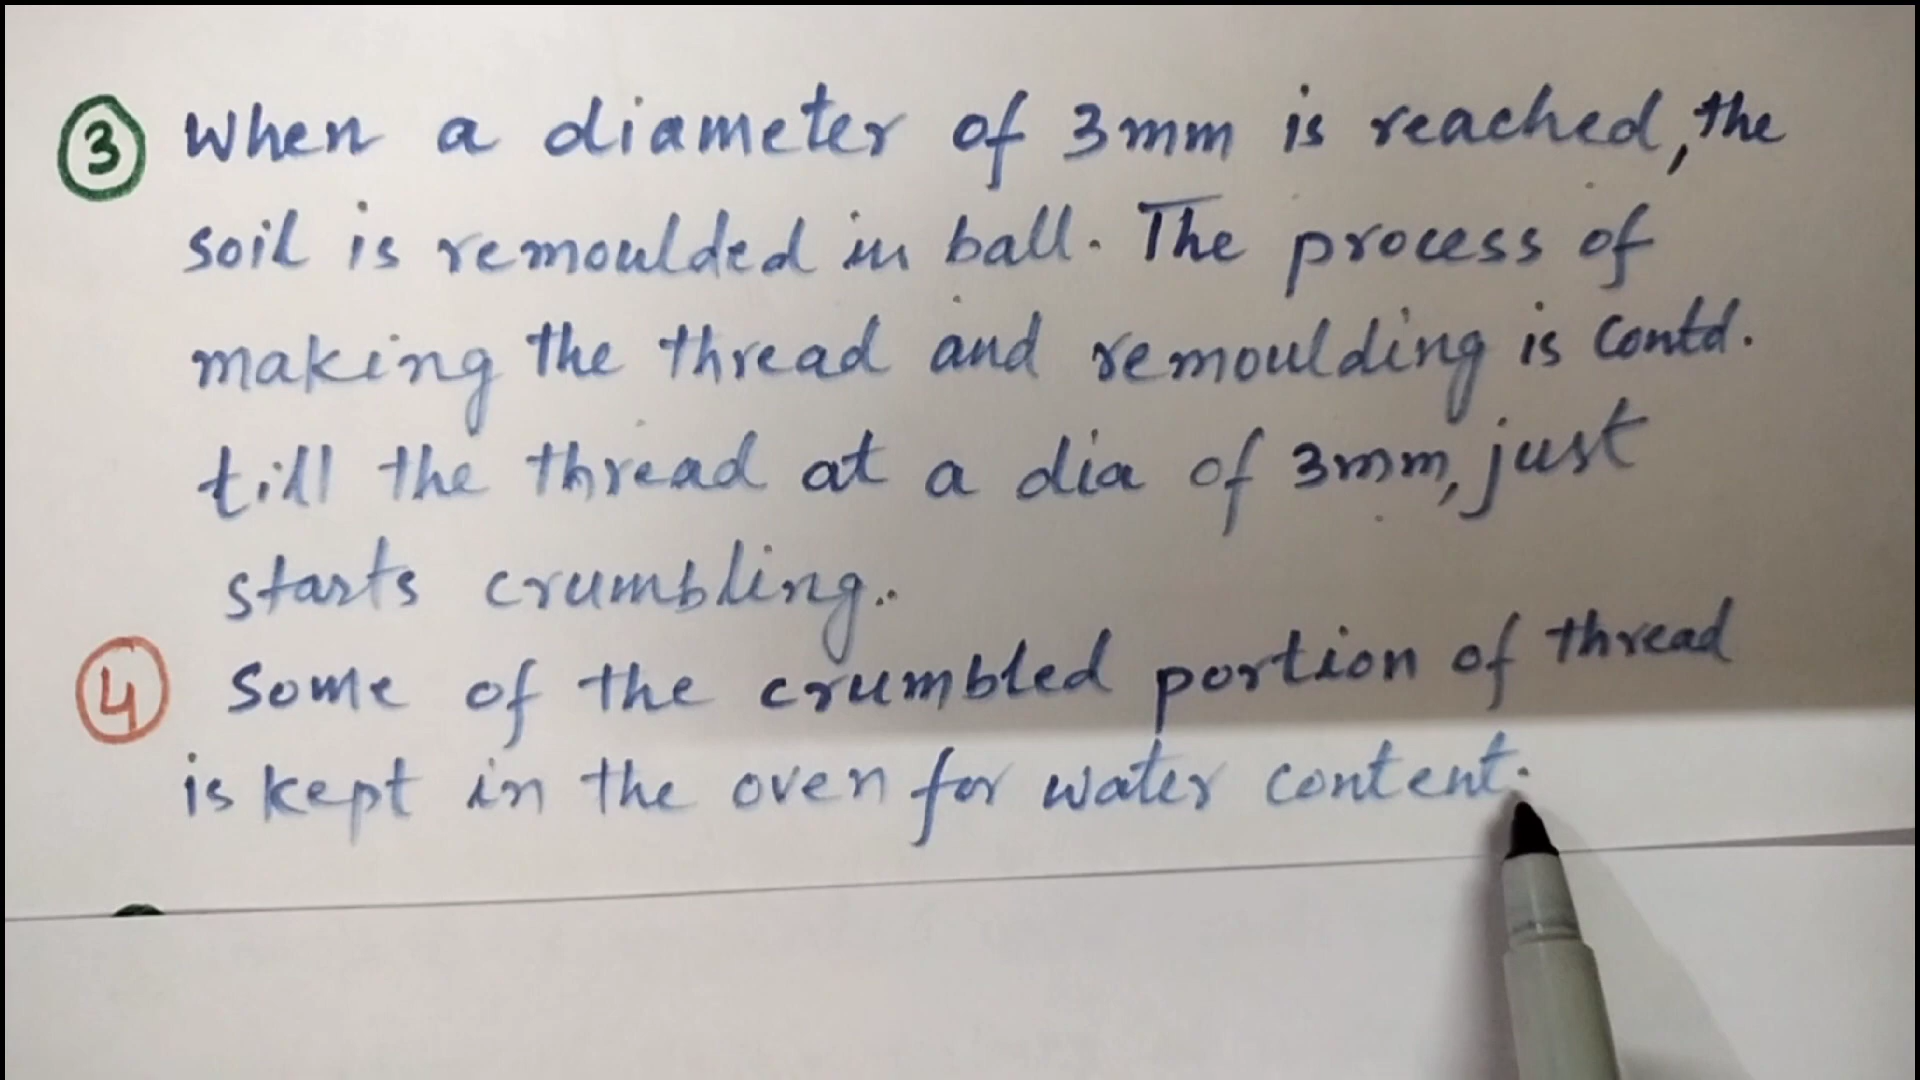 3 When a diameter of 3mm is reached, the
soil is remoulded in ball. The process of
making the thread and remoulding is contd.
till the thread at a dia of 3mm, just
starts crumbling.
4 Some of the crumbled portion of thread
is kept in the oven for water content.